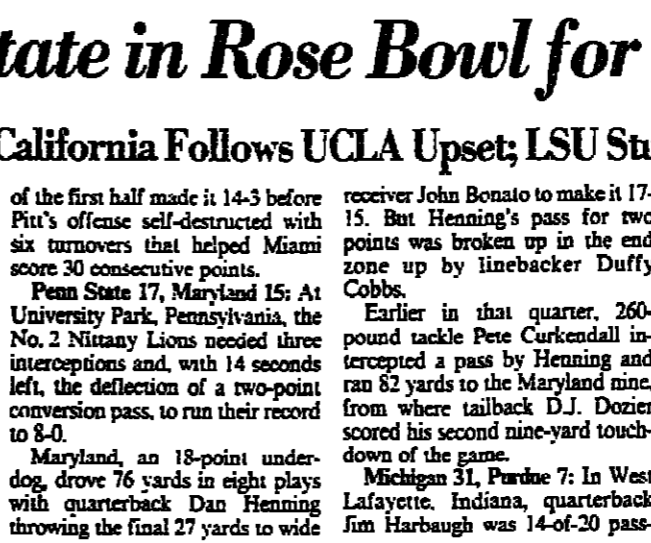 tate in Rose Bowl for
California Follows UCLA Upset; LSU Stu
of the first half made it 14-3 before
Pitt's offense self-destructed with
six turnovers that helped Miami
score 30 consecutive points.
Penn State 17, Maryland 15: At
University Park, Pennsylvania, the
No. 2 Nittany Lions needed three
interceptions and, with 14 seconds
left, the deflection of a two-point
conversion pass, to run their record
to 8-0.
Maryland, an 18-point under-
dog, drove 76 yards in eight plays
with quarterback Dan Henning
throwing the final 27 yards to wide
receiver John Bonato to make it 17-
15. But Henning's pass for two
points was broken up in the end
zone up by linebacker Duffy
Cobbs.
Earlier in that quarter, 260-
pound tackle Pete Curkendall in-
tercepted a pass by Henning and
ran 82 yards to the Maryland nine,
from where tailback D.J. Dozier
scored his second nine-yard touch-
down of the game.
Michigan 31, Purdue 7: In West
Lafayette, Indiana, quarterback
Jim Harbaugh was 14-of-20 pass-